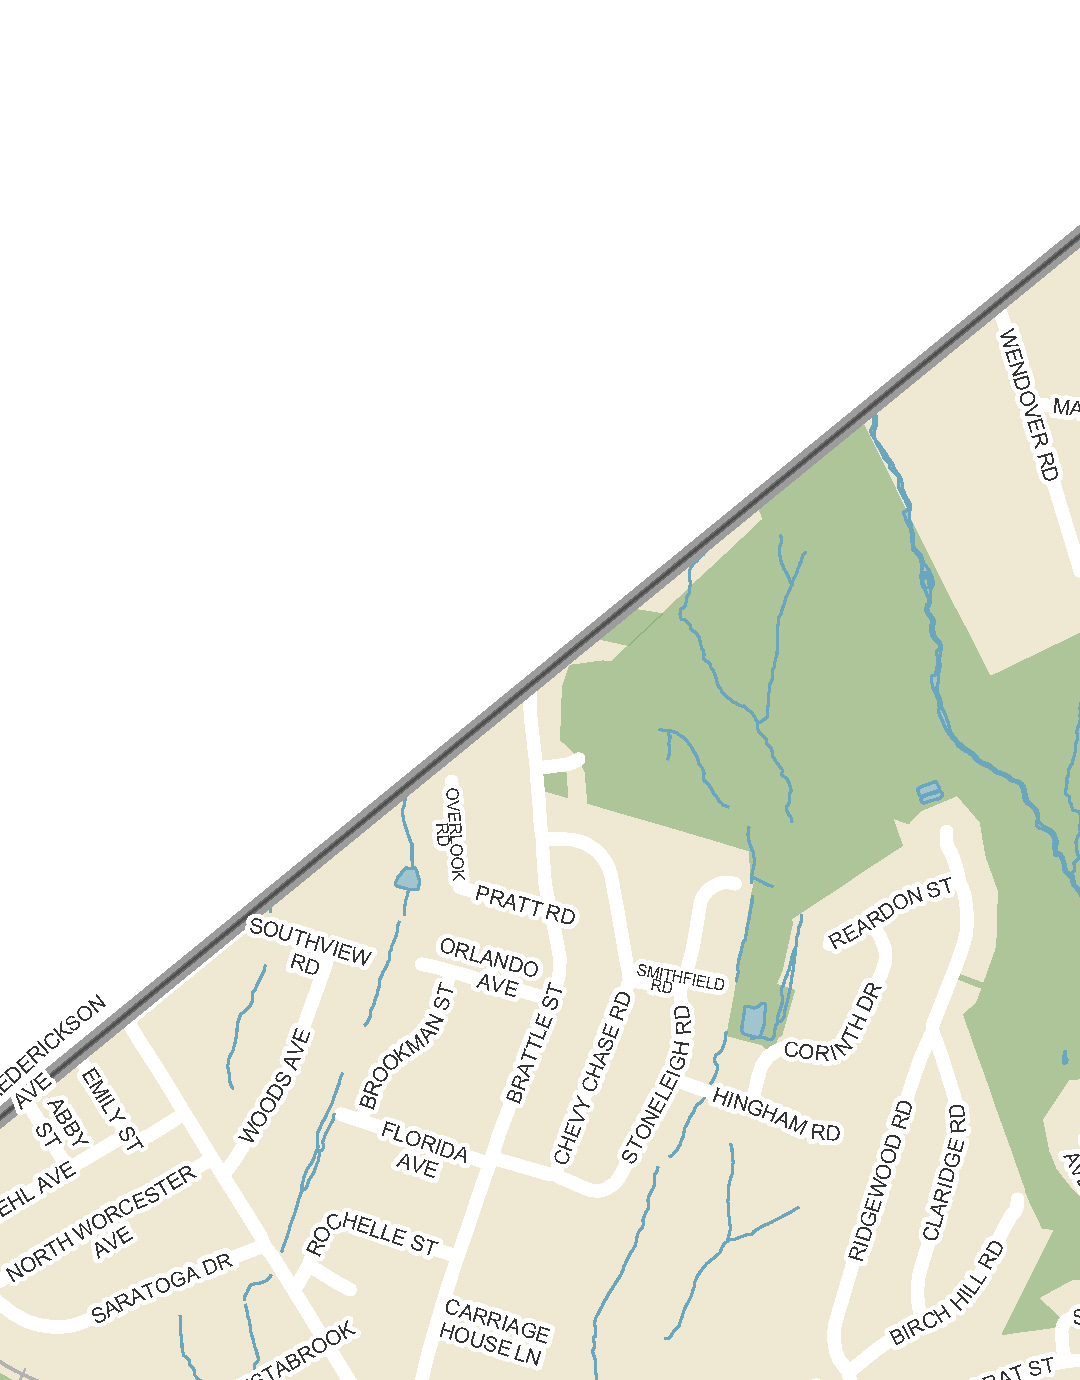 WENDOVER RD
OVERLOOK
RD
PRATT RD
REARDON ST
SOUTHVIEW
RD
ORLANDO
AVE
SMITHFIELD
RD
BROOKMAN ST
BRATTLE ST
CHEVY CHASE RD
STONELEIGH RD
CORINTH DR
HINGHAM RD
WOODS AVE
AVE
ABBY
ST
EMILY ST
FLORIDA
AVE
RIDGEWOOD RD
CLARIDGE RD
NORTH WORCESTER
AVE
SARATOGA DR
ROCHELLE ST
BIRCH HILL RD
CARRIAGE
HOUSE LN